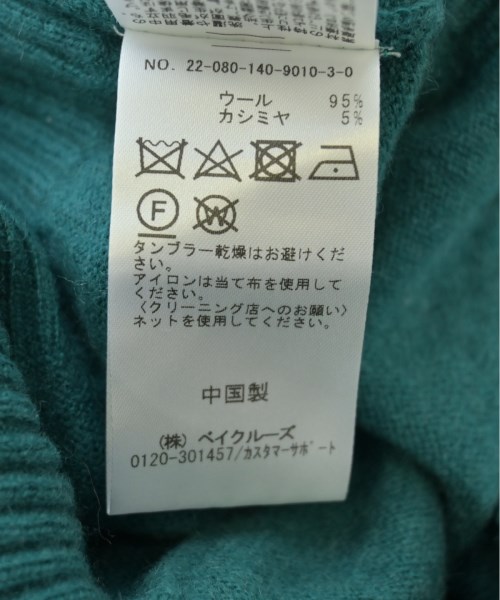 NO. 22-080-140-9010-3-0
ウール 95%
カシミヤ 5%
F W
タンブラー乾燥はお避けくだ
さい。
アイロンは当て布を使用して
ください。
〈クリーニング店へのお願い〉
ネットを使用してください。
中国製
(株) ベイクルーズ
0120-301457/カスタマーサポート